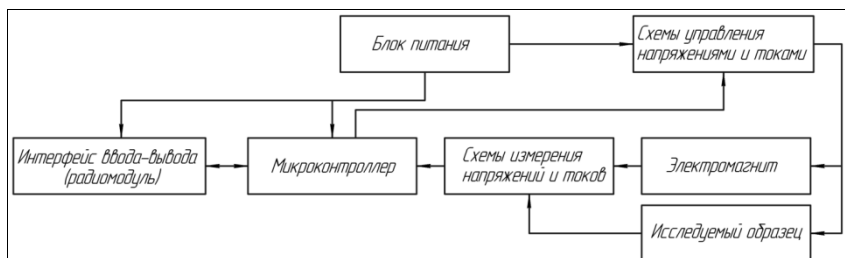 Блок питания
Схемы управления
напряжениями и токами
Интерфейс ввода-вывода
(радиомодуль)
Микроконтроллер
Схемы измерения
напряжений и токов
Электромагнит
Исследуемый образец